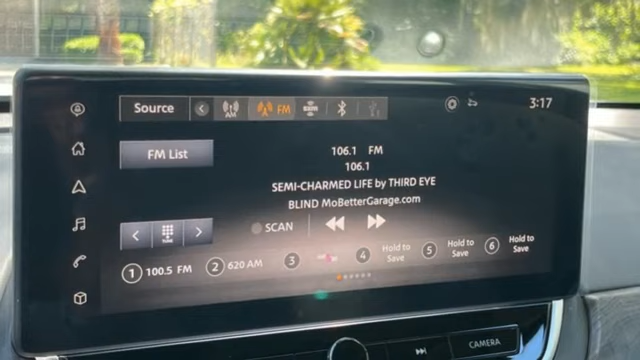 Source AM FM SXM 3:17
FM List
106.1 FM
106.1
SEMI-CHARMED LIFE by THIRD EYE
BLIND MoBetterGarage.com
SCAN
1 100.5 FM 2 620 AM 3 4 Hold to Save 5 Hold to Save 6 Hold to Save
CAMERA